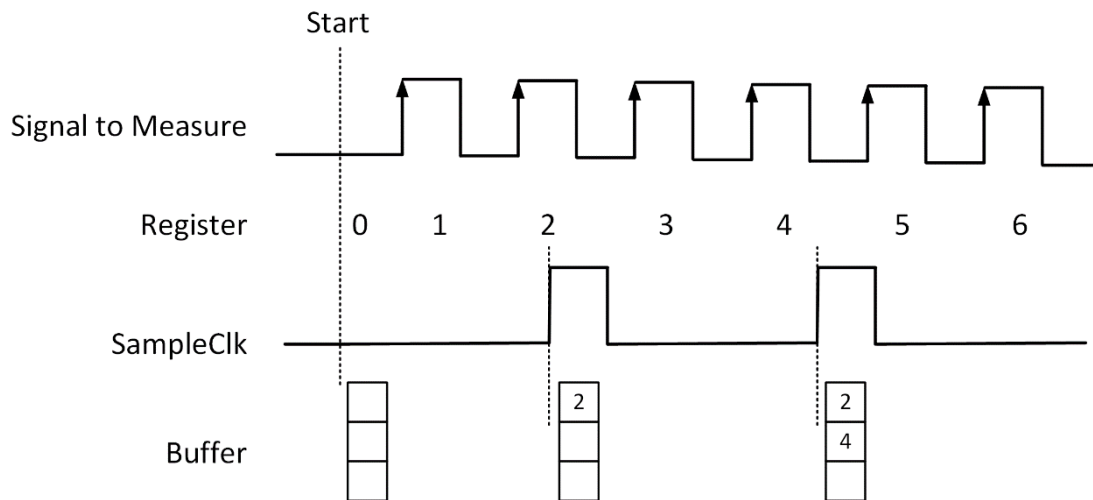 Start
Signal to Measure
Register 0 1 2 3 4 5 6
SampleClk
2 2
Buffer 4